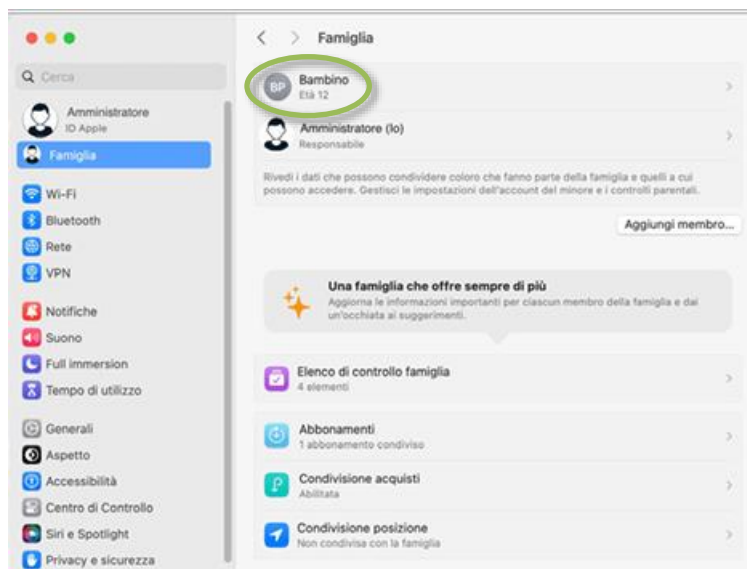 Famiglia
Cerca
Amministratore
ID Apple
Famiglia
Wi-Fi
Bluetooth
Rete
VPN
Notifiche
Suono
Full immersion
Tempo di utilizzo
Generali
Aspetto
Accessibilità
Centro di Controllo
Siri e Spotlight
Privacy e sicurezza
BP
Bambino
Età 12
Amministratore (Io)
Responsabile
Rivedi i dati che possono condividere coloro che fanno parte della famiglia e quelli a cui
possono accedere. Gestisci le impostazioni dell'account del minore e i controlli parentali.
Aggiungi membro...
Una famiglia che offre sempre di più
Aggiorna le informazioni importanti per ciascun membro della famiglia e dai
un'occhiata ai suggerimenti.
Elenco di controllo famiglia
4 elementi
Abbonamenti
1 abbonamento condiviso
Condivisione acquisti
Abilitata
Condivisione posizione
Non condivisa con la famiglia